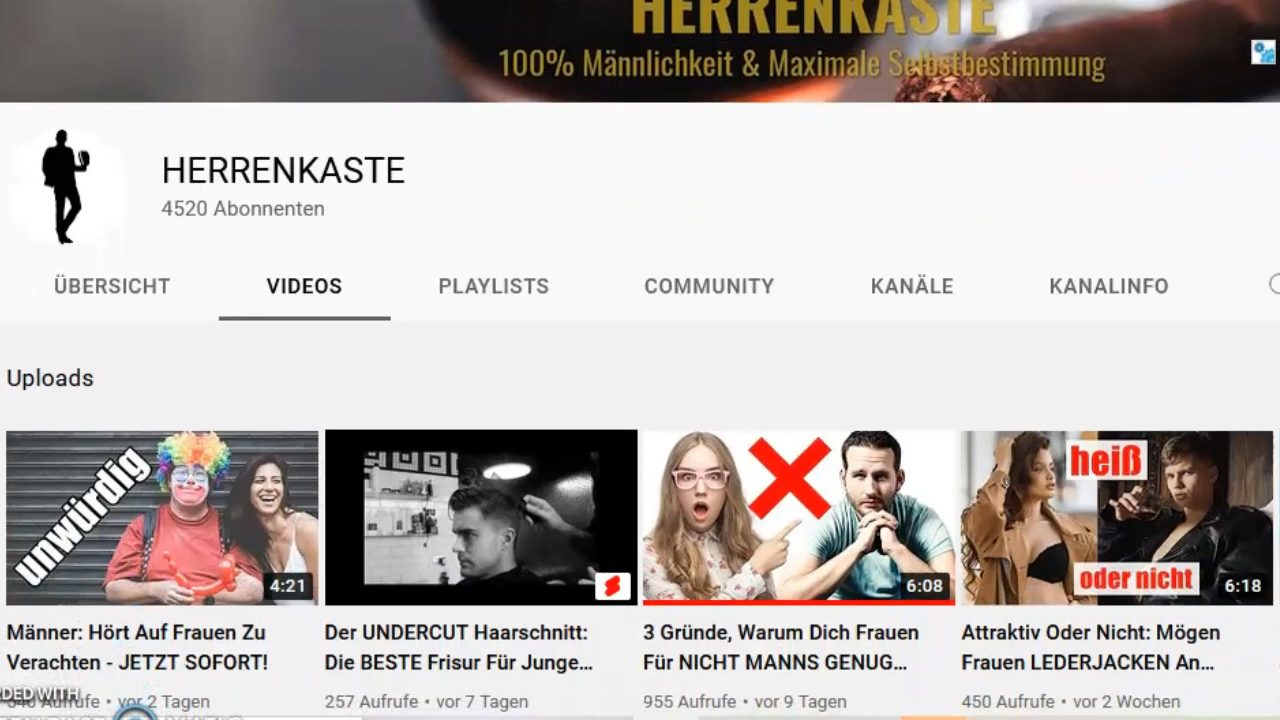 HERRENKASTE
100% Männlichkeit & Maximale Selbstbestimmung
HERRENKASTE
4520 Abonnenten
ÜBERSICHT VIDEOS PLAYLISTS COMMUNITY KANÄLE KANALINFO
Uploads
unwürdig
4:21
6:08
heiß
oder nicht
6:18
Männer: Hört Auf Frauen Zu
Verachten - JETZT SOFORT!
Aufrufe • vor 2 Tagen
Der UNDERCUT Haarschnitt:
Die BESTE Frisur Für Junge...
257 Aufrufe • vor 7 Tagen
3 Gründe, Warum Dich Frauen
Für NICHT MANNS GENUG...
955 Aufrufe • vor 9 Tagen
Attraktiv Oder Nicht: Mögen
Frauen LEDERJACKEN An...
450 Aufrufe • vor 2 Wochen
RDED WITH